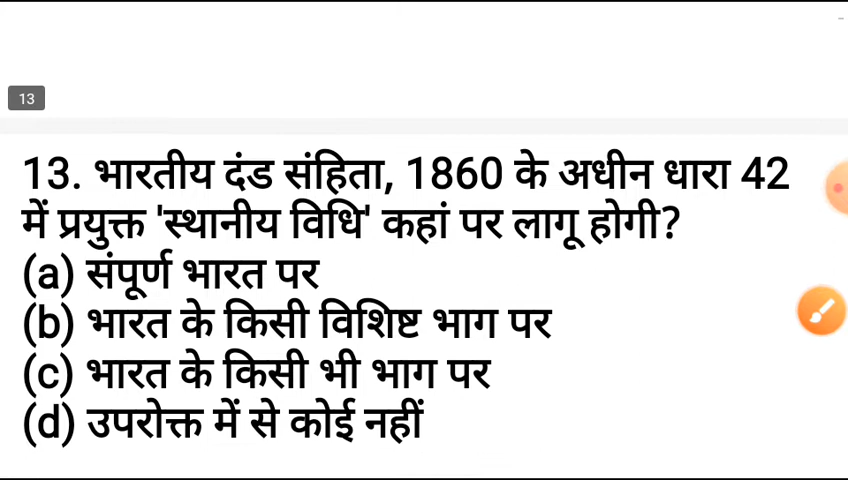 13
13. भारतीय दंड संहिता, 1860 के अधीन धारा 42
में प्रयुक्त 'स्थानीय विधि' कहां पर लागू होगी?
(a) संपूर्ण भारत पर
(b) भारत के किसी विशिष्ट भाग पर
(c) भारत के किसी भी भाग पर
(d) उपरोक्त में से कोई नहीं